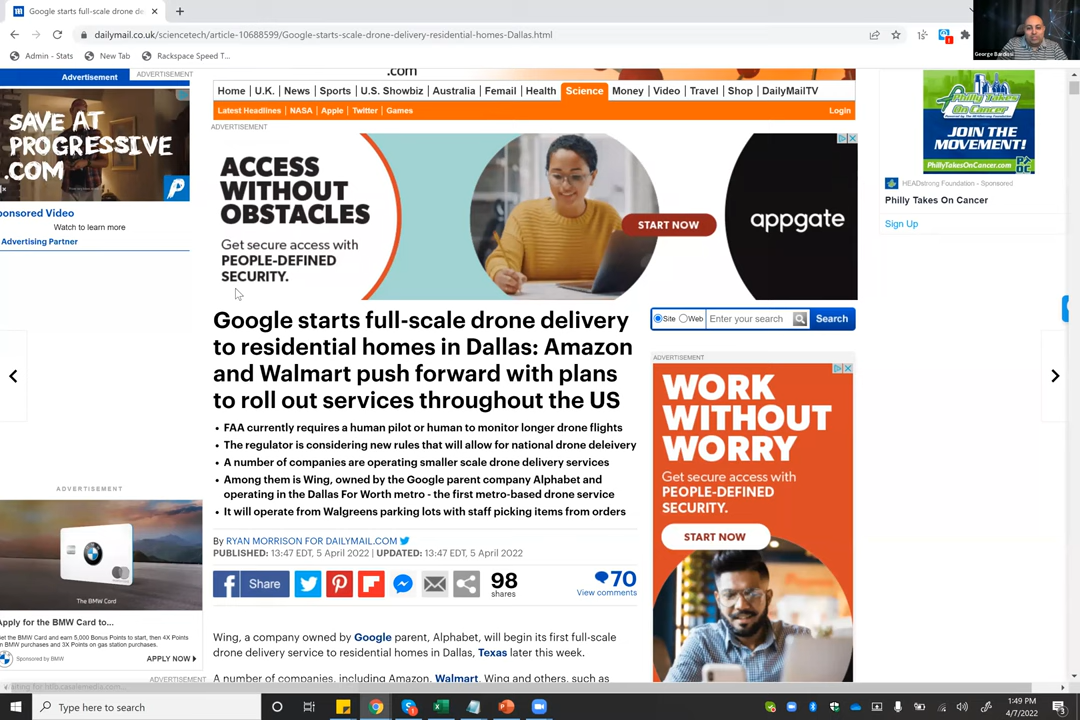 Google starts full-scale drone de
dailymail.co.uk/sciencetech/article-10688599/Google-starts-scale-drone-delivery-residential-homes-Dallas.html
Admin - Stats
New Tab
Rackspace Speed T...
George Bardissi
Advertisement
ADVERTISEMENT
SAVE AT
PROGRESSIVE
.COM
onsored Video
Watch to learn more
Advertising Partner
.com
Home | U.K. | News | Sports | U.S. Showbiz | Australia | Femail | Health | Science | Money | Video | Travel | Shop | DailyMailTV
Latest Headlines | NASA | Apple | Twitter | Games
Login
ADVERTISEMENT
ACCESS
WITHOUT
OBSTACLES
Get secure access with
PEOPLE-DEFINED
SECURITY.
START NOW
appgate
Philly Takes
On Cancer
JOIN THE
MOVEMENT!
PhillyTakesOnCancer.com
HEADstrong Foundation - Sponsored
Philly Takes On Cancer
Sign Up
Google starts full-scale drone delivery
to residential homes in Dallas: Amazon
and Walmart push forward with plans
to roll out services throughout the US
• FAA currently requires a human pilot or human to monitor longer drone flights
• The regulator is considering new rules that will allow for national drone deleivery
• A number of companies are operating smaller scale drone delivery services
• Among them is Wing, owned by the Google parent company Alphabet and
operating in the Dallas For Worth metro - the first metro-based drone service
• It will operate from Walgreens parking lots with staff picking items from orders
By RYAN MORRISON FOR DAILYMAIL.COM
PUBLISHED: 13:47 EDT, 5 April 2022 | UPDATED: 13:47 EDT, 5 April 2022
Share
98
shares
70
View comments
Wing, a company owned by Google parent, Alphabet, will begin its first full-scale
drone delivery service to residential homes in Dallas, Texas later this week.
A number of companies, including Amazon, Walmart, Wing and others, such as
Site
Web
Enter your search
Search
ADVERTISEMENT
WORK
WITHOUT
WORRY
Get secure access with
PEOPLE-DEFINED
SECURITY.
START NOW
ADVERTISEMENT
The BMW Card
Apply for the BMW Card to...
Get the BMW Card and earn 5,000 Bonus Points to start, then 4X Points
n BMW purchases and 3X Points on gas station purchases.
Sponsored by BMW
APPLY NOW
ADVERTISEMENT
Type here to search
1:49 PM
4/7/2022